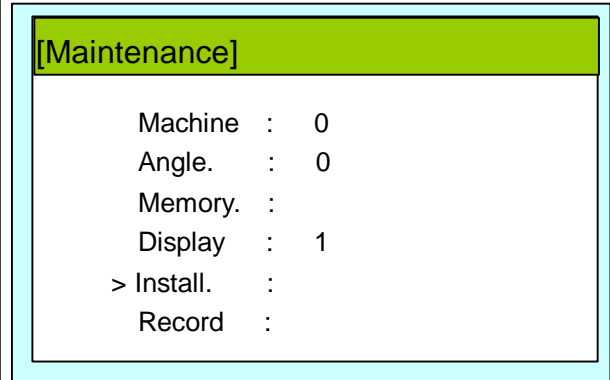 [Maintenance]
Machine : 0
Angle. : 0
Memory. :
Display : 1
> Install. :
Record :